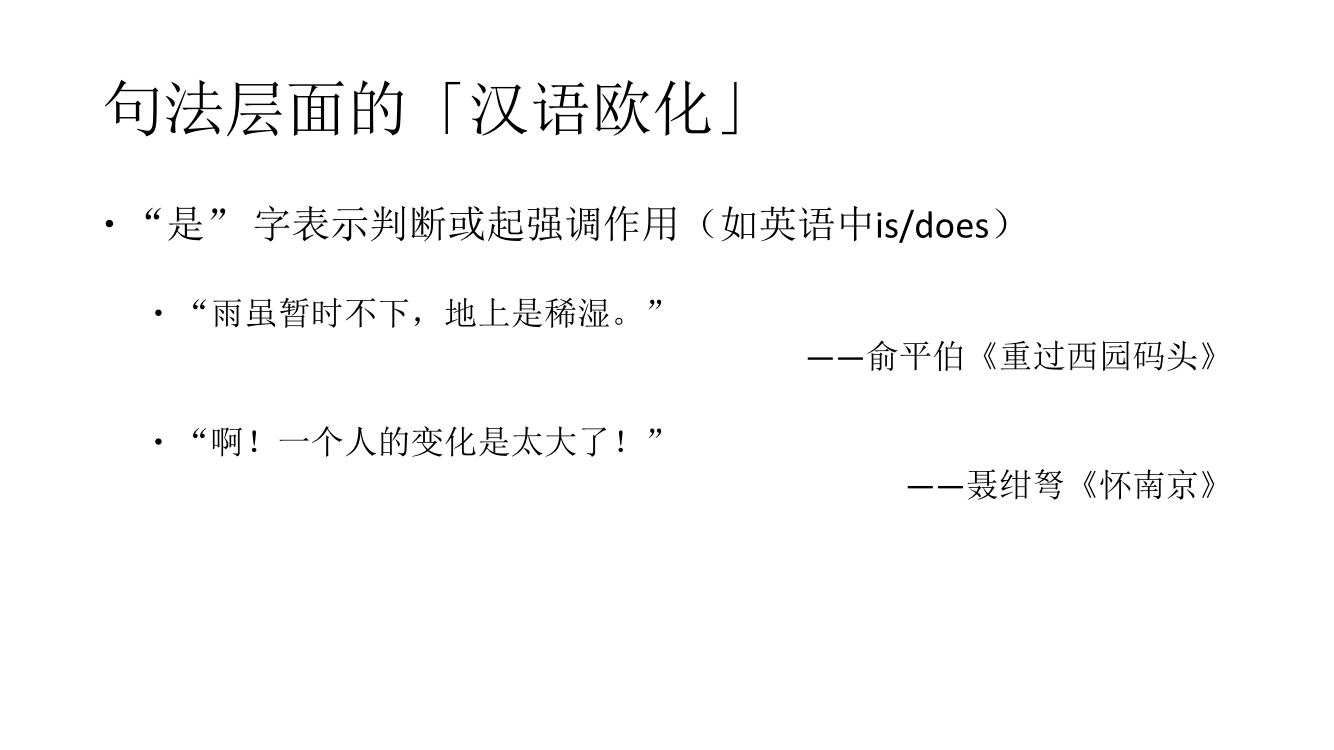 句法层面的「汉语欧化」
• “是” 字表示判断或起强调作用（如英语中is/does）
• “雨虽暂时不下，地上是稀湿。”
——俞平伯《重过西园码头》
• “啊！一个人的变化是太大了！”
——聂绀弩《怀南京》